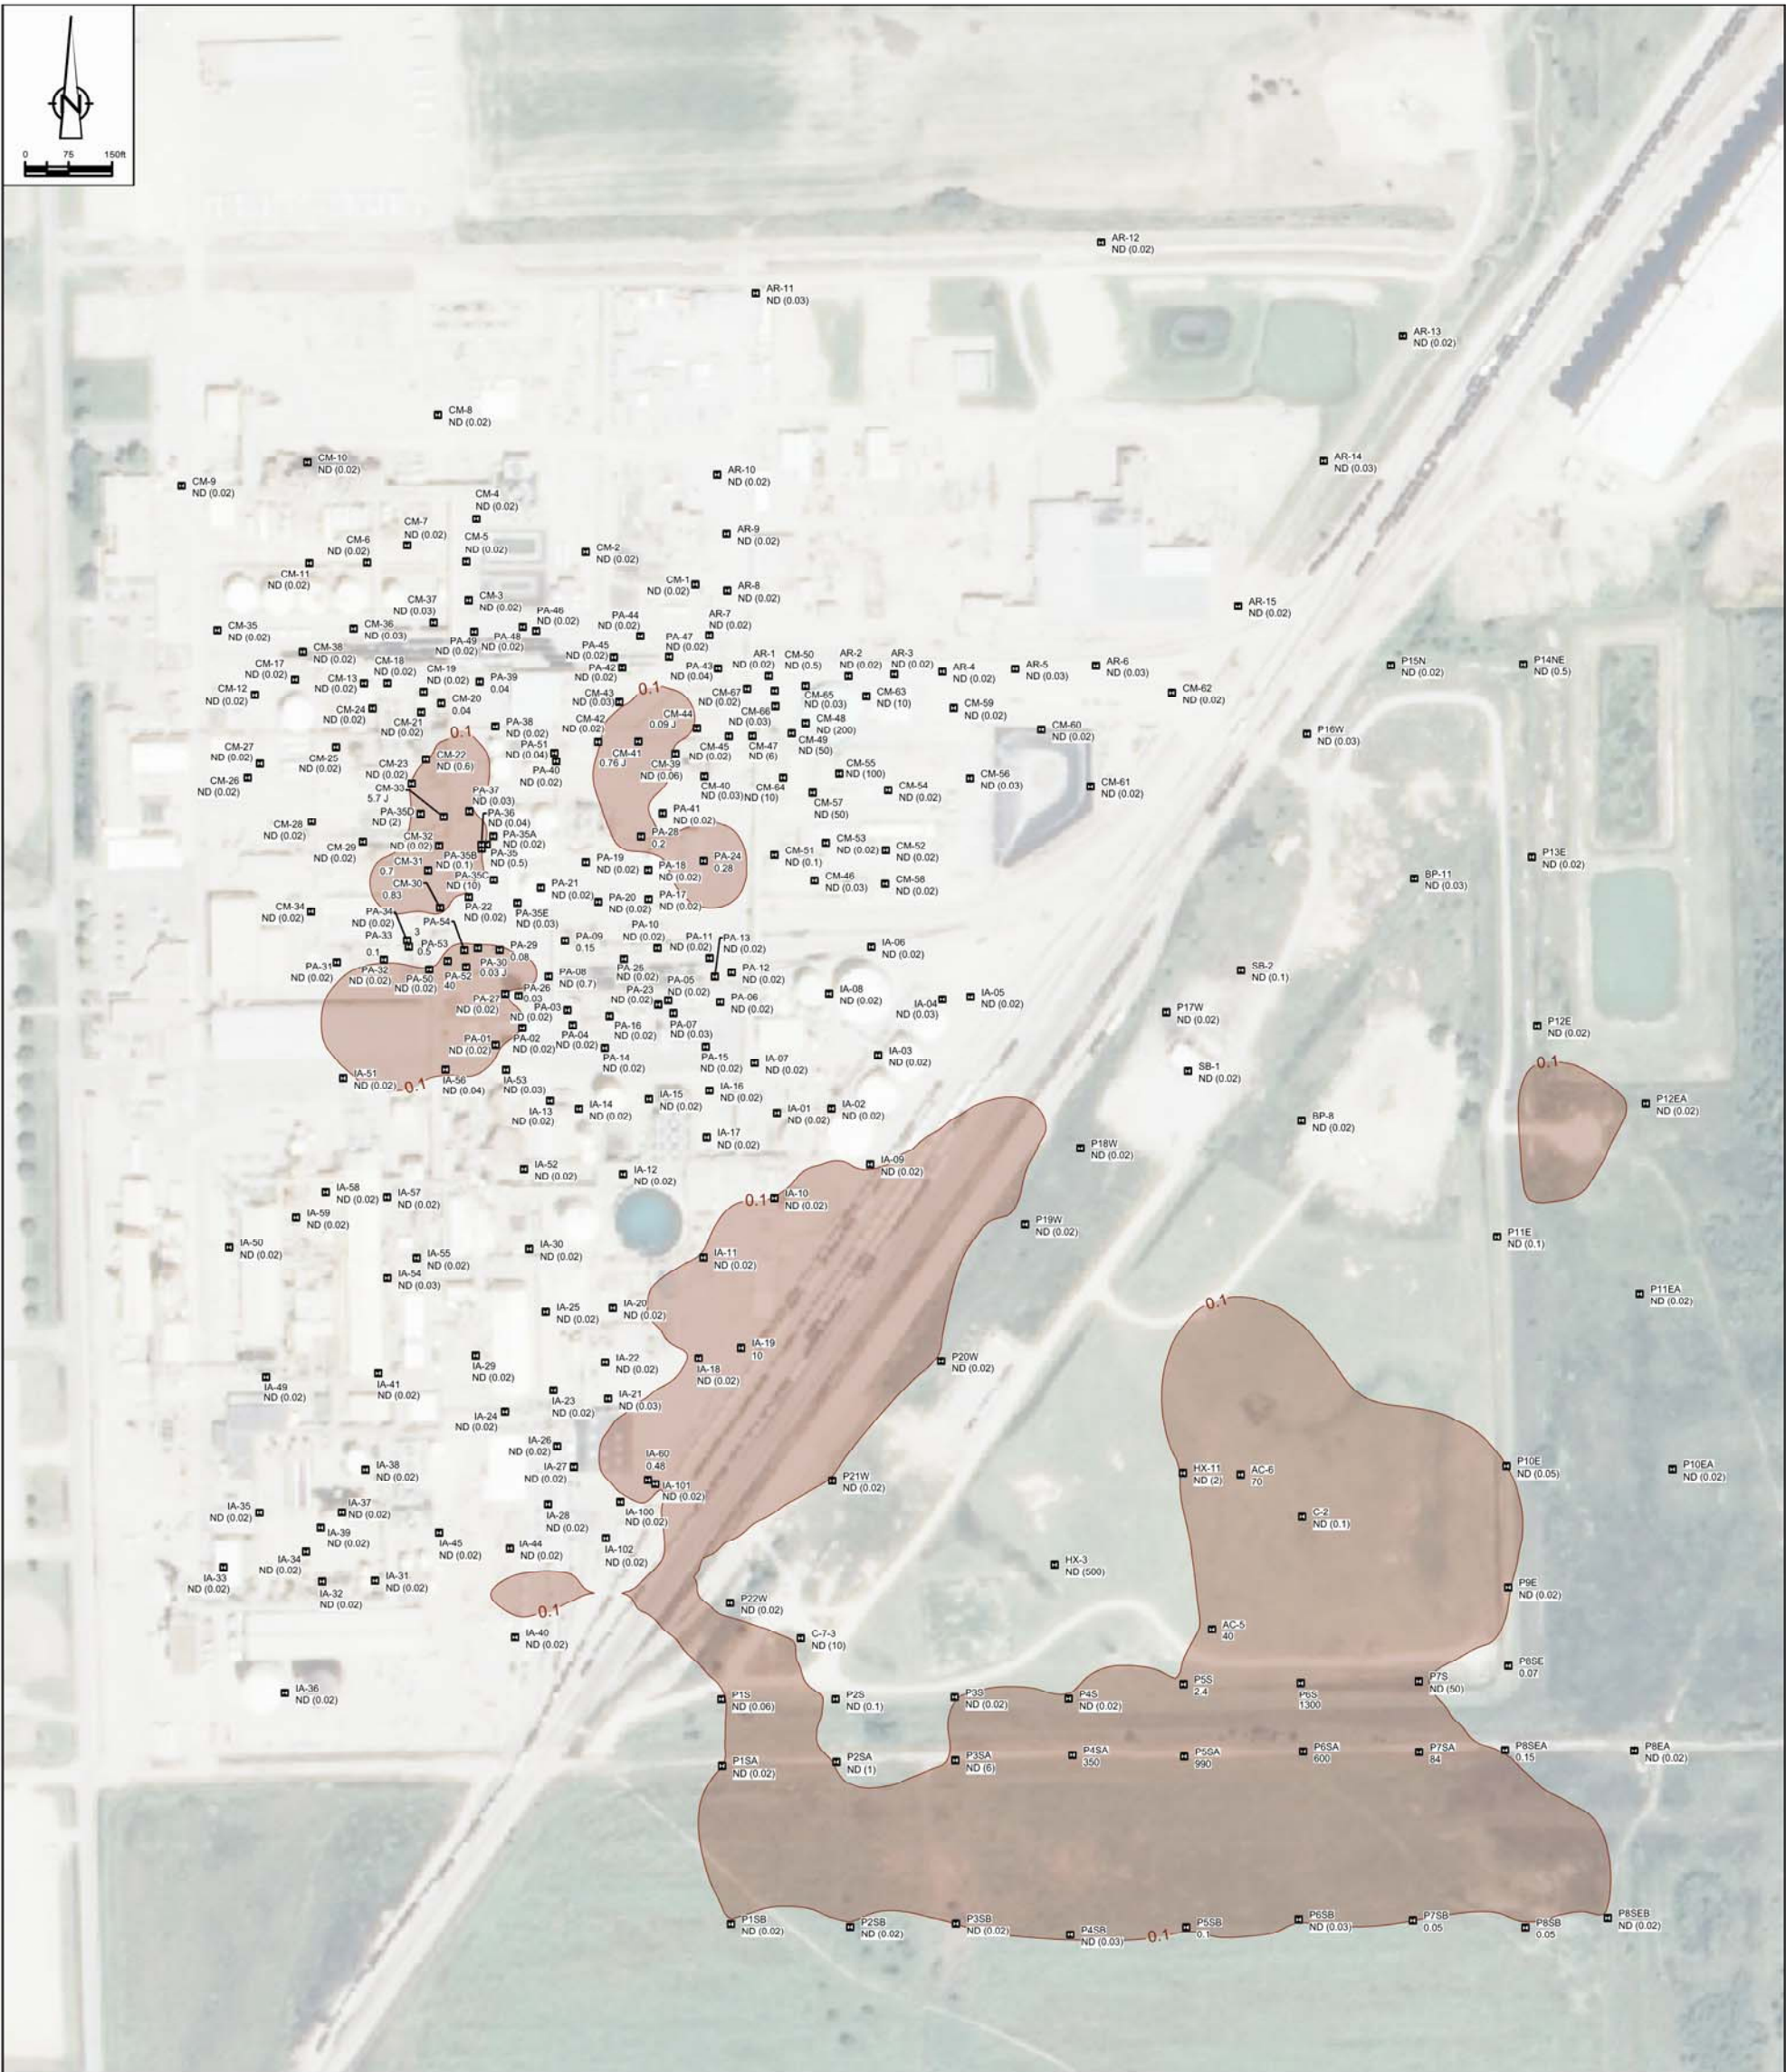 N
0 75 150ft
AR-12
ND (0.02)
AR-11
ND (0.03)
AR-13
ND (0.02)
CM-8
ND (0.02)
CM-10
ND (0.02)
AR-14
ND (0.03)
AR-10
ND (0.02)
CM-9
ND (0.02)
CM-4
ND (0.02)
CM-7
ND (0.02)
AR-9
ND (0.02)
CM-6
ND (0.02)
CM-5
ND (0.02)
CM-2
ND (0.02)
CM-11
ND (0.02)
CM-1
ND (0.02)
AR-8
ND (0.02)
CM-37
ND (0.03)
CM-3
ND (0.02)
AR-15
ND (0.02)
PA-46
ND (0.02)
PA-44
ND (0.02)
AR-7
ND (0.02)
CM-35
ND (0.02)
CM-36
ND (0.03)
PA-49
ND (0.02)
PA-48
ND (0.02)
PA-45
ND (0.02)
PA-47
ND (0.02)
CM-38
ND (0.02)
CM-17
ND (0.02)
CM-13
ND (0.02)
CM-18
ND (0.02)
CM-19
ND (0.02)
PA-39
0.04
PA-42
ND (0.02)
PA-43
ND (0.04)
AR-1
ND (0.02)
CM-50
ND (0.5)
AR-2
ND (0.02)
AR-3
ND (0.02)
AR-4
ND (0.02)
AR-5
ND (0.03)
AR-6
ND (0.03)
P15N
ND (0.02)
P14NE
ND (0.5)
CM-12
ND (0.02)
CM-24
ND (0.02)
CM-21
ND (0.02)
CM-20
0.04
CM-43
ND (0.03)
0.1
CM-67
ND (0.02)
CM-65
ND (0.03)
CM-63
ND (10)
CM-59
ND (0.02)
CM-62
ND (0.02)
CM-44
0.09 J
CM-66
ND (0.03)
CM-48
ND (200)
0.1
PA-38
ND (0.02)
CM-42
ND (0.02)
CM-60
ND (0.02)
P16W
ND (0.03)
CM-27
ND (0.02)
CM-25
ND (0.02)
CM-23
ND (0.02)
CM-22
ND (0.6)
PA-51
ND (0.04)
CM-41
0.76 J
CM-39
ND (0.06)
CM-45
ND (0.02)
CM-47
ND (6)
CM-49
ND (50)
CM-26
ND (0.02)
CM-33
5.7 J
PA-40
ND (0.02)
CM-40
ND (0.03)
CM-64
ND (10)
CM-55
ND (100)
CM-54
ND (0.02)
CM-56
ND (0.03)
CM-61
ND (0.02)
CM-57
ND (50)
PA-37
ND (0.03)
PA-35D
ND (2)
PA-36
ND (0.04)
PA-41
ND (0.02)
CM-28
ND (0.02)
CM-29
ND (0.02)
CM-32
ND (0.02)
PA-35A
ND (0.02)
PA-28
0.2
CM-53
ND (0.02)
CM-52
ND (0.02)
PA-35B
ND (0.1)
PA-35
ND (0.5)
CM-51
ND (0.1)
P13E
ND (0.02)
CM-31
0.7
PA-19
ND (0.02)
PA-18
ND (0.02)
PA-24
0.28
PA-35C
ND (10)
CM-30
0.83
CM-46
ND (0.03)
CM-58
ND (0.02)
BP-11
ND (0.03)
PA-21
ND (0.02)
PA-22
ND (0.02)
PA-35E
ND (0.03)
PA-20
ND (0.02)
PA-17
ND (0.02)
CM-34
ND (0.02)
PA-34
ND (0.02)
PA-54
3
PA-33
0.1
PA-53
0.5
PA-29
0.08
PA-09
0.15
PA-10
ND (0.02)
PA-11
ND (0.02)
PA-13
ND (0.02)
IA-06
ND (0.02)
PA-31
ND (0.02)
PA-32
ND (0.02)
PA-50
ND (0.02)
PA-52
40
PA-30
0.03 J
PA-08
ND (0.7)
PA-25
ND (0.02)
PA-12
ND (0.02)
SB-2
ND (0.1)
PA-27
ND (0.02)
PA-26
0.03
PA-23
ND (0.02)
PA-05
ND (0.02)
PA-06
ND (0.02)
IA-08
ND (0.02)
IA-04
ND (0.03)
IA-05
ND (0.02)
PA-03
ND (0.02)
PA-04
ND (0.02)
PA-16
ND (0.02)
PA-07
ND (0.03)
P17W
ND (0.02)
P12E
ND (0.02)
PA-01
ND (0.02)
PA-02
ND (0.02)
PA-14
ND (0.02)
PA-15
ND (0.02)
IA-07
ND (0.02)
IA-03
ND (0.02)
SB-1
ND (0.02)
0.1
IA-51
ND (0.02)
0.1
IA-56
ND (0.04)
IA-53
ND (0.03)
IA-13
ND (0.02)
IA-14
ND (0.02)
IA-15
ND (0.02)
IA-16
ND (0.02)
IA-01
ND (0.02)
IA-02
ND (0.02)
P12EA
ND (0.02)
BP-8
ND (0.02)
IA-17
ND (0.02)
P18W
ND (0.02)
IA-52
ND (0.02)
IA-12
ND (0.02)
IA-09
ND (0.02)
IA-58
ND (0.02)
IA-57
ND (0.02)
0.1
IA-10
ND (0.02)
IA-59
ND (0.02)
P19W
ND (0.02)
P11E
ND (0.1)
IA-50
ND (0.02)
IA-55
ND (0.02)
IA-30
ND (0.02)
IA-11
ND (0.02)
IA-54
ND (0.03)
P11EA
ND (0.02)
IA-25
ND (0.02)
IA-20
ND (0.02)
0.1
IA-19
10
IA-29
ND (0.02)
IA-22
ND (0.02)
IA-18
ND (0.02)
P20W
ND (0.02)
IA-49
ND (0.02)
IA-41
ND (0.02)
IA-23
ND (0.02)
IA-21
ND (0.03)
IA-24
ND (0.02)
IA-26
ND (0.02)
IA-27
ND (0.02)
IA-60
0.48
IA-101
ND (0.02)
IA-38
ND (0.02)
P21W
ND (0.02)
HX-11
ND (2)
AC-6
70
P10E
ND (0.05)
P10EA
ND (0.02)
IA-35
ND (0.02)
IA-37
ND (0.02)
IA-28
ND (0.02)
IA-100
ND (0.02)
C-2
ND (0.1)
IA-39
ND (0.02)
IA-45
ND (0.02)
IA-44
ND (0.02)
IA-102
ND (0.02)
IA-34
ND (0.02)
HX-3
ND (500)
IA-33
ND (0.02)
IA-32
ND (0.02)
IA-31
ND (0.02)
P9E
ND (0.02)
0.1
P22W
ND (0.02)
IA-40
ND (0.02)
C-7-3
ND (10)
AC-5
40
P8SE
0.07
IA-36
ND (0.02)
P1S
ND (0.06)
P2S
ND (0.1)
P3S
ND (0.02)
P4S
ND (0.02)
P5S
2.4
P6S
1300
P7S
ND (50)
P1SA
ND (0.02)
P2SA
ND (1)
P3SA
ND (6)
P4SA
350
P5SA
990
P6SA
600
P7SA
84
P8SEA
0.15
P8EA
ND (0.02)
P1SB
ND (0.02)
P2SB
ND (0.02)
P3SB
ND (0.02)
P4SB
ND (0.03)
0.1
P5SB
0.1
P6SB
ND (0.03)
P7SB
0.05
P8SB
0.05
P8SEB
ND (0.02)